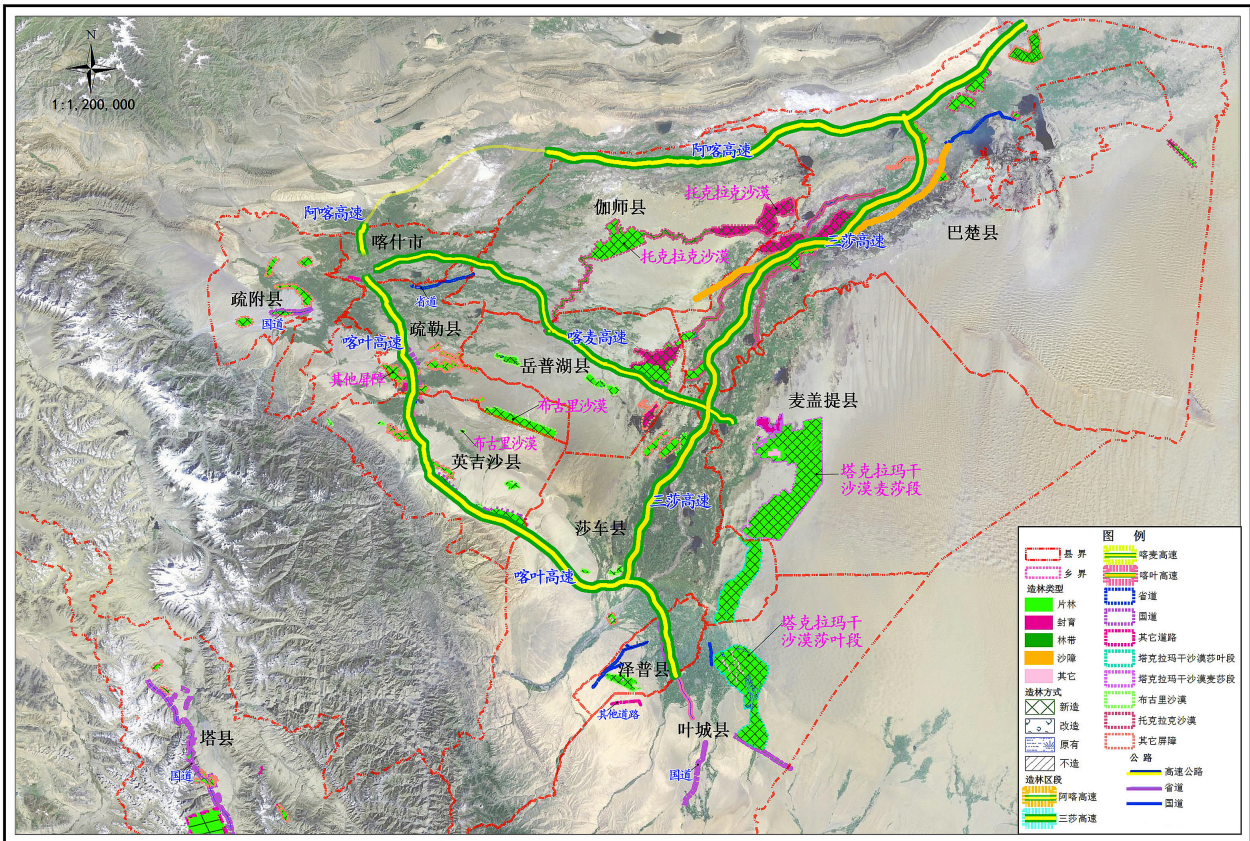 N
1:1,200,000
阿喀高速
托克拉克沙漠
伽师县
阿喀高速
喀什市
托克拉克沙漠
三莎高速
巴楚县
疏附县
省道
国道
疏勒县
喀叶高速
喀麦高速
岳普湖县
其他屏障
麦盖提县
布古里沙漠
布古里沙漠
英吉沙县
塔克拉玛干
沙漠麦莎段
三莎高速
莎车县
喀叶高速
塔克拉玛干
沙漠莎叶段
泽普县
其他道路
叶城县
塔县
国道
国道
图 例
县 界
乡 界
造林类型
片林
封育
林带
沙障
其它
造林方式
新造
改造
原有
不造
造林区段
阿喀高速
三莎高速
喀麦高速
喀叶高速
省道
国道
其它道路
塔克拉玛干沙漠莎叶段
塔克拉玛干沙漠麦莎段
布古里沙漠
托克拉克沙漠
其它屏障
公 路
高速公路
省道
国道